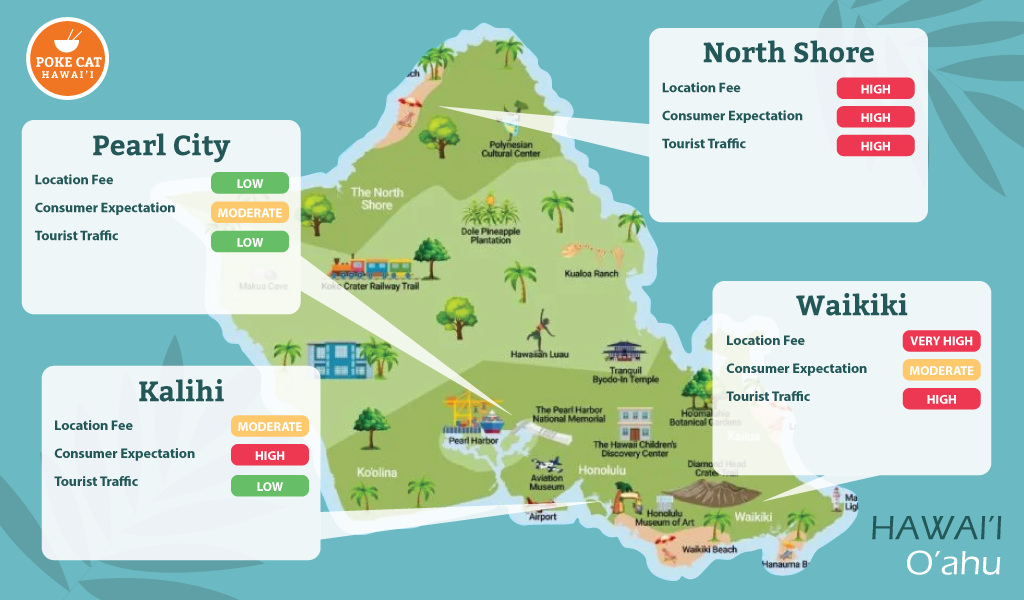 POKE CAT
HAWAI'I
North Shore
Location Fee HIGH
Consumer Expectation HIGH
Tourist Traffic HIGH
Pearl City
Location Fee LOW
Consumer Expectation MODERATE
Tourist Traffic LOW
Waikiki
Location Fee VERY HIGH
Consumer Expectation MODERATE
Tourist Traffic HIGH
Kalihi
Location Fee MODERATE
Consumer Expectation HIGH
Tourist Traffic LOW
Polynesian
Cultural Center
The North
Shore
Dole Pineapple
Plantation
Kualoa Ranch
Makua Cave
Koko Crater Railway Trail
Hawaiian Luau
Tranquil
Byodo-In Temple
The Pearl Harbor
National Memorial
Pearl Harbor
The Hawaii Children's
Discovery Center
Hoomaluhia
Botanical Gardens
Kailua
Ko'olina
Aviation
Museum
Honolulu
Diamond Head
Crater Trail
Airport
Honolulu
Museum of Art
Waikiki
Waikiki Beach
Hanauma B
HAWAI'I
O'ahu